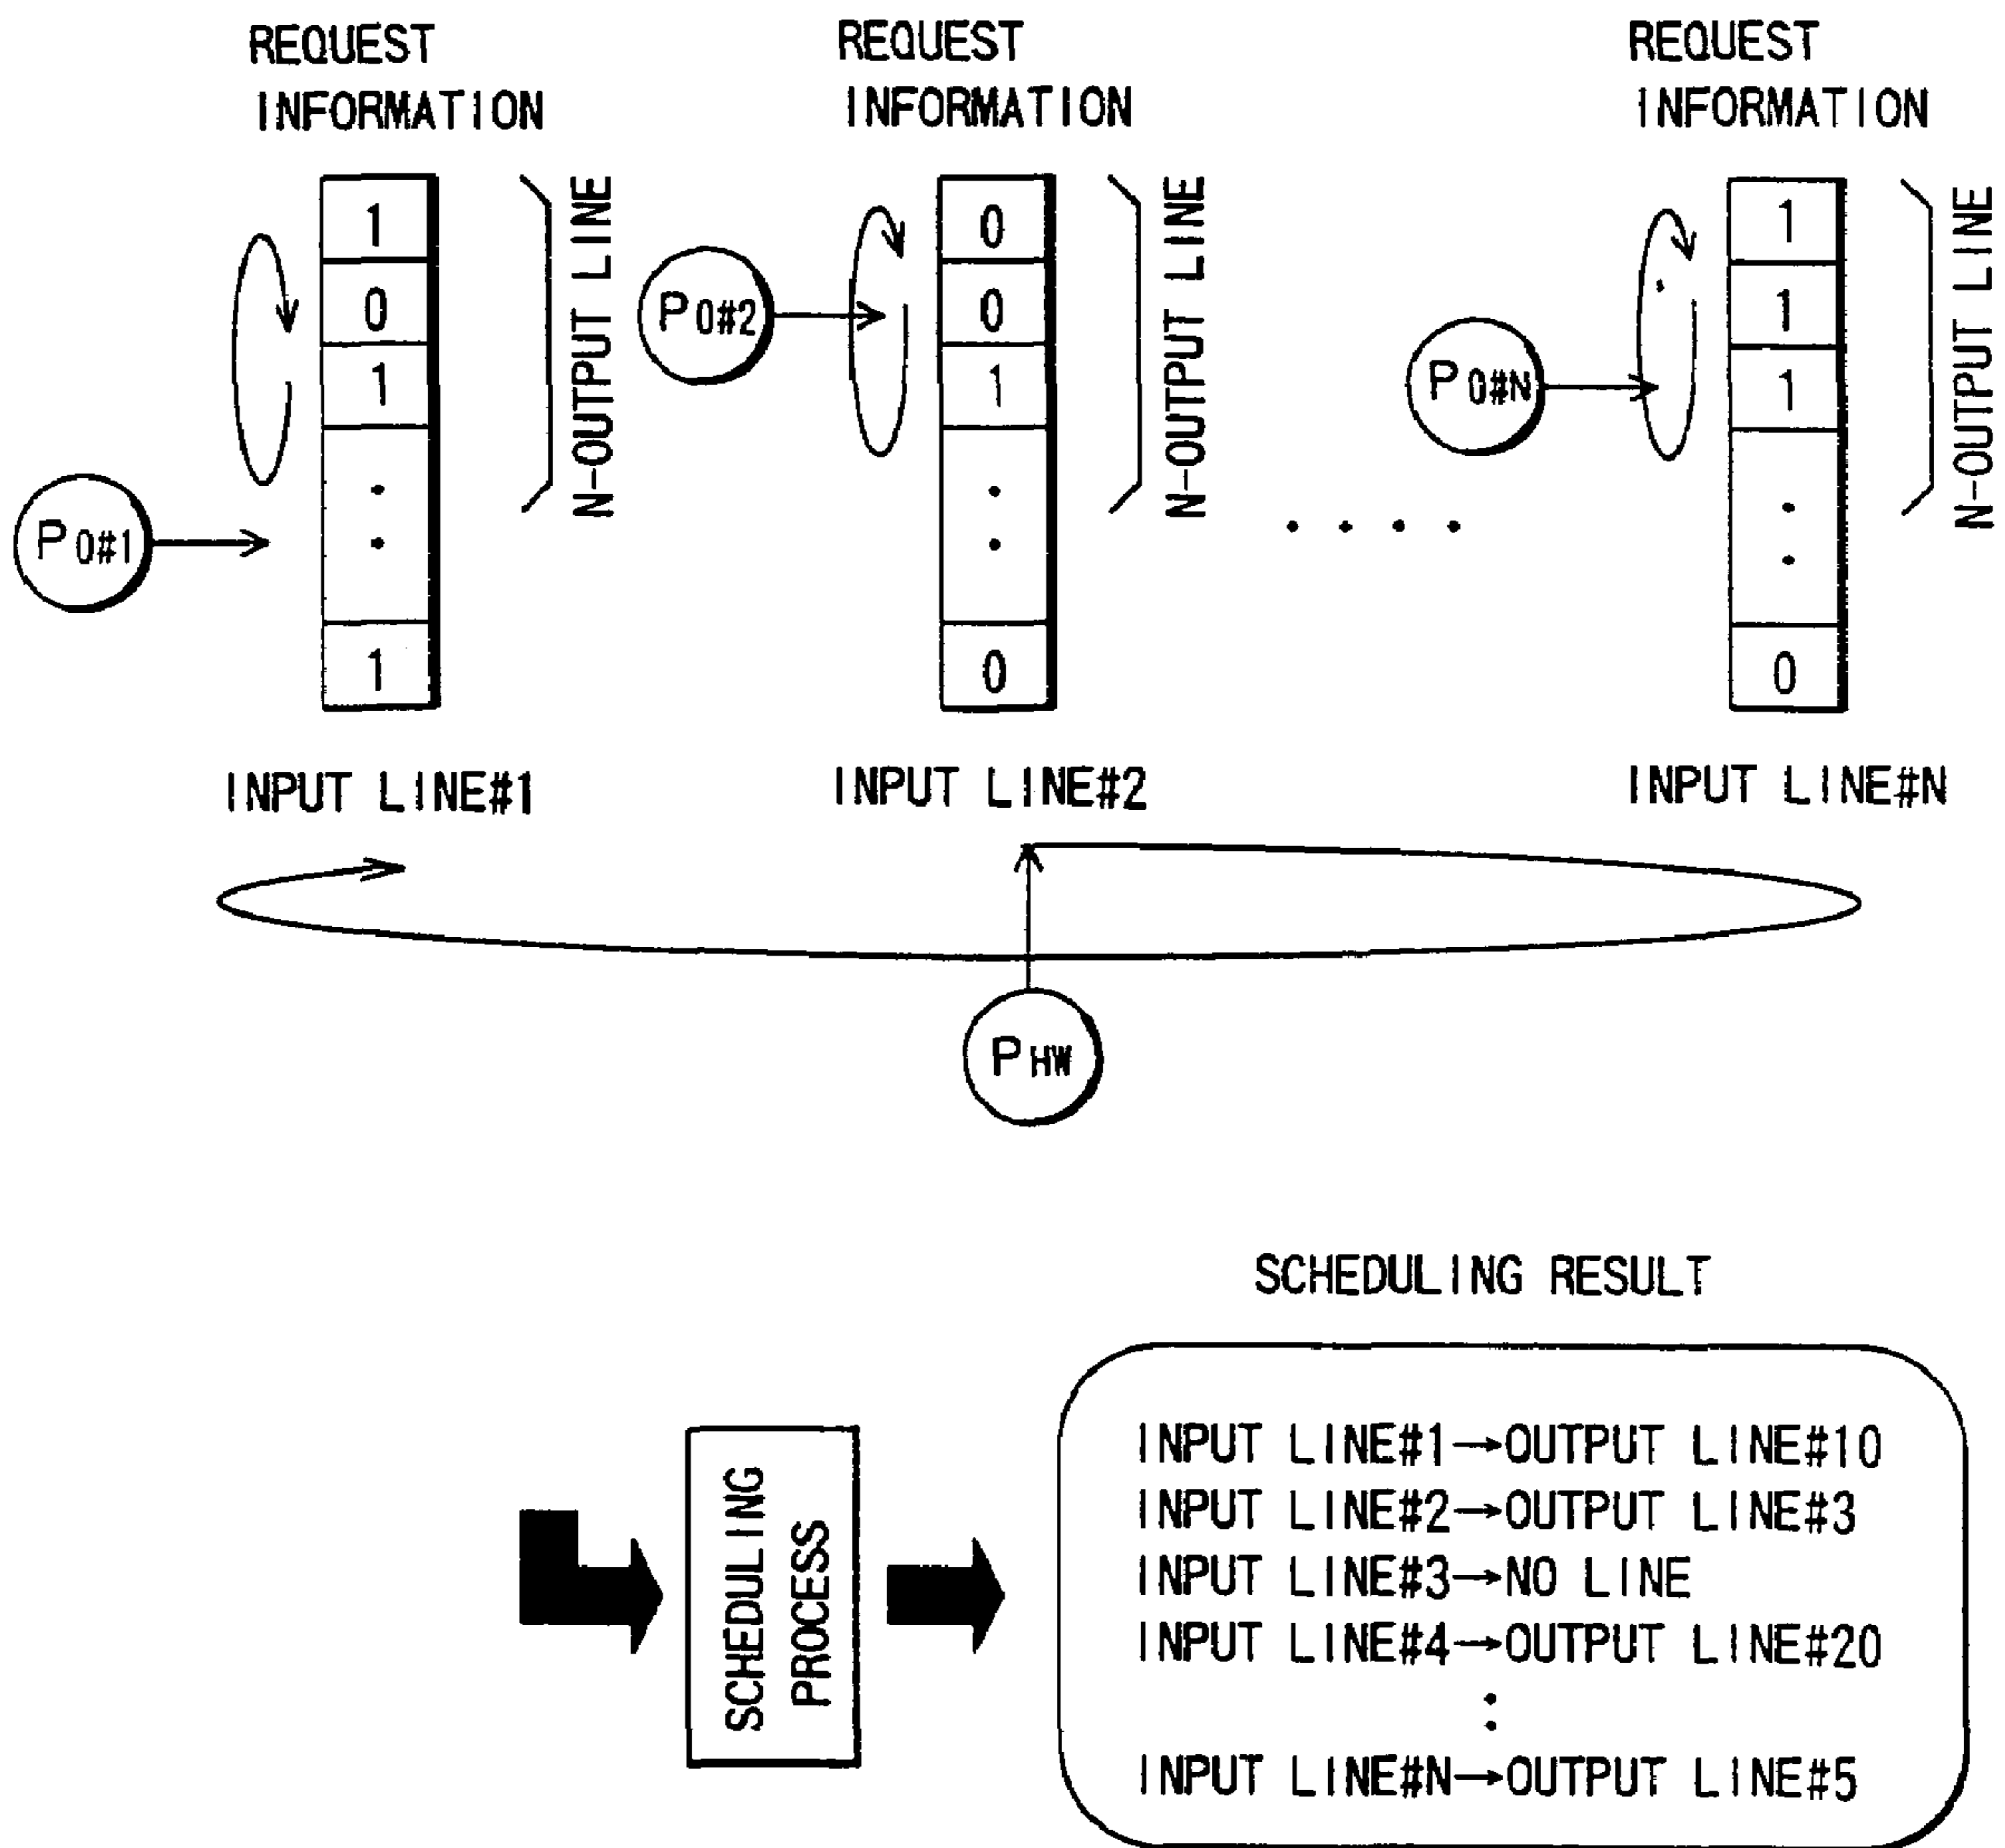 REQUEST
INFORMATION
REQUEST
INFORMATION
REQUEST
INFORMATION
1
0
1
:
1
N-OUTPUT LINE
P0#1
0
0
1
:
0
N-OUTPUT LINE
P0#2
. . . .
1
1
1
:
0
N-OUTPUT LINE
P0#N
INPUT LINE#1
INPUT LINE#2
INPUT LINE#N
PHW
SCHEDULING
PROCESS
SCHEDULING RESULT
INPUT LINE#1→OUTPUT LINE#10
INPUT LINE#2→OUTPUT LINE#3
INPUT LINE#3→NO LINE
INPUT LINE#4→OUTPUT LINE#20
:
INPUT LINE#N→OUTPUT LINE#5